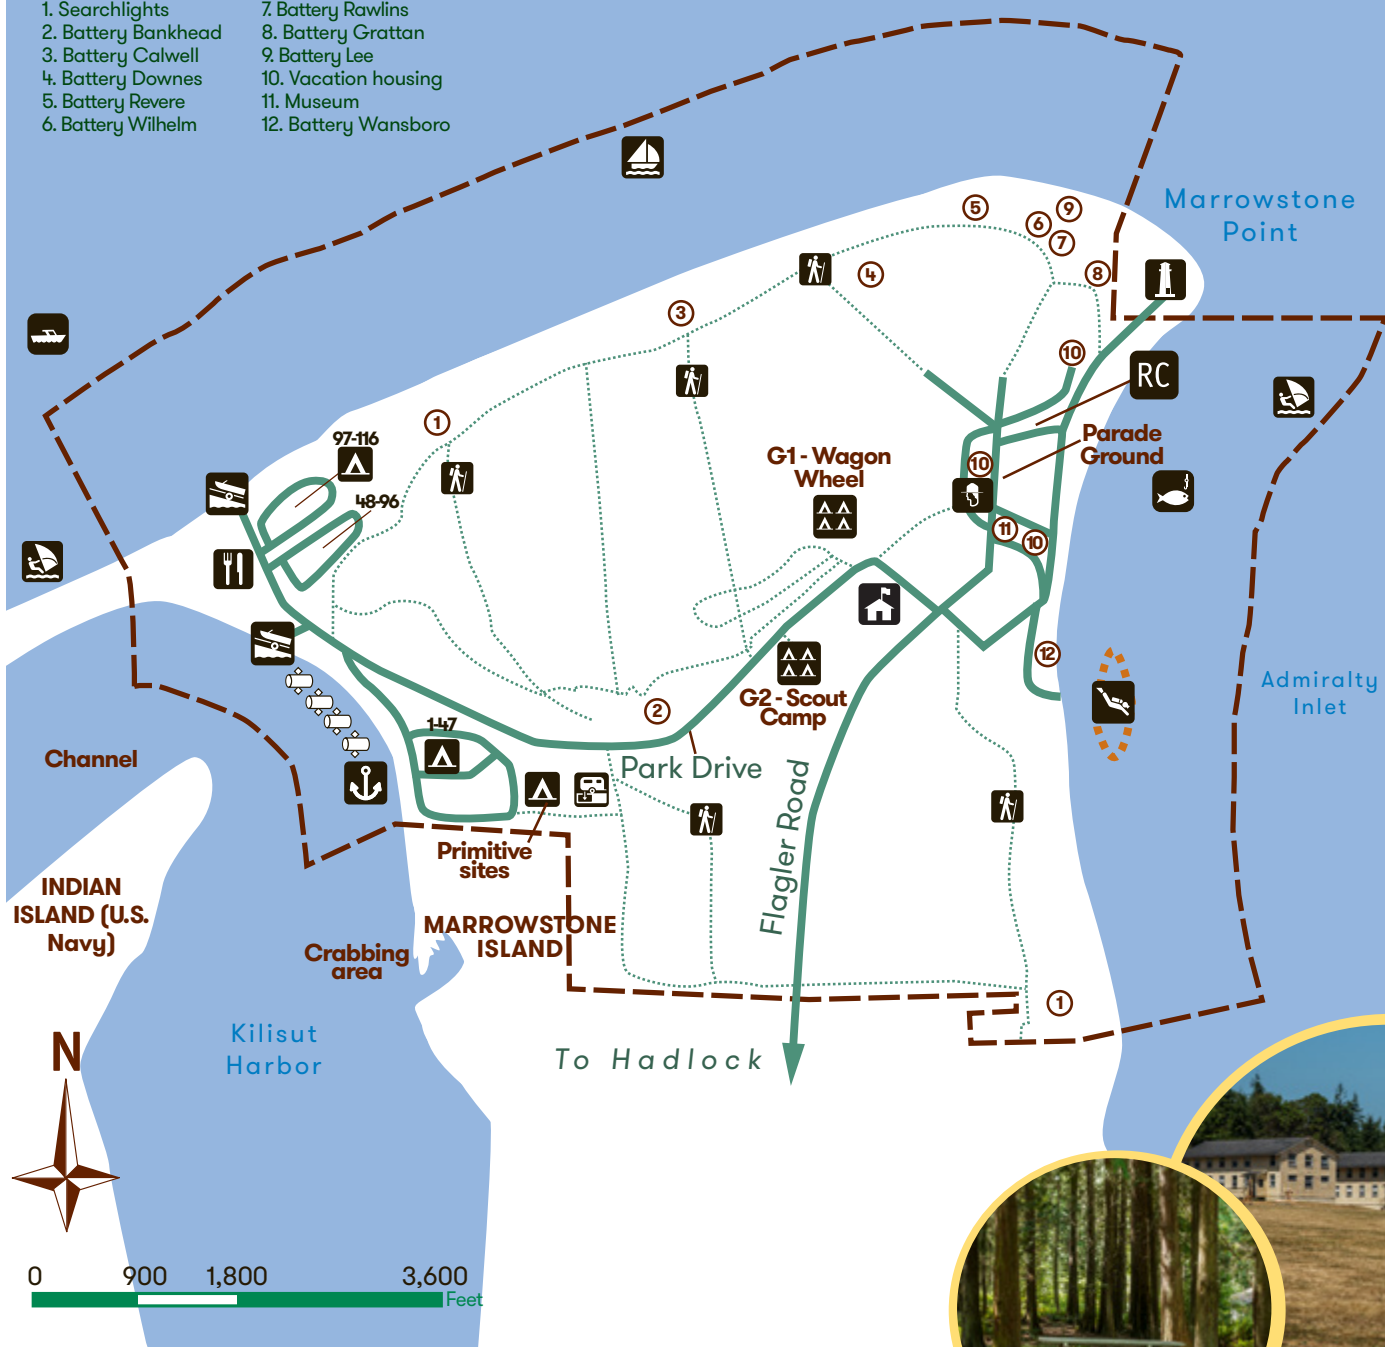 1. Searchlights
2. Battery Bankhead
3. Battery Calwell
4. Battery Downes
5. Battery Revere
6. Battery Wilhelm
7. Battery Rawlins
8. Battery Grattan
9. Battery Lee
10. Vacation housing
11. Museum
12. Battery Wansboro
Marrowstone
Point
5
9
6
7
4
8
3
10
RC
1
97-116
48-96
Parade
Ground
G1 - Wagon
Wheel
10
11
10
12
G2 - Scout
Camp
2
Admiralty
Inlet
1-47
Channel
Park Drive
Flagler Road
Primitive
sites
INDIAN
ISLAND (U.S.
Navy)
MARROWSTONE
ISLAND
Crabbing
area
1
Kilisut
Harbor
To Hadlock
N
0 900 1,800 3,600
Feet